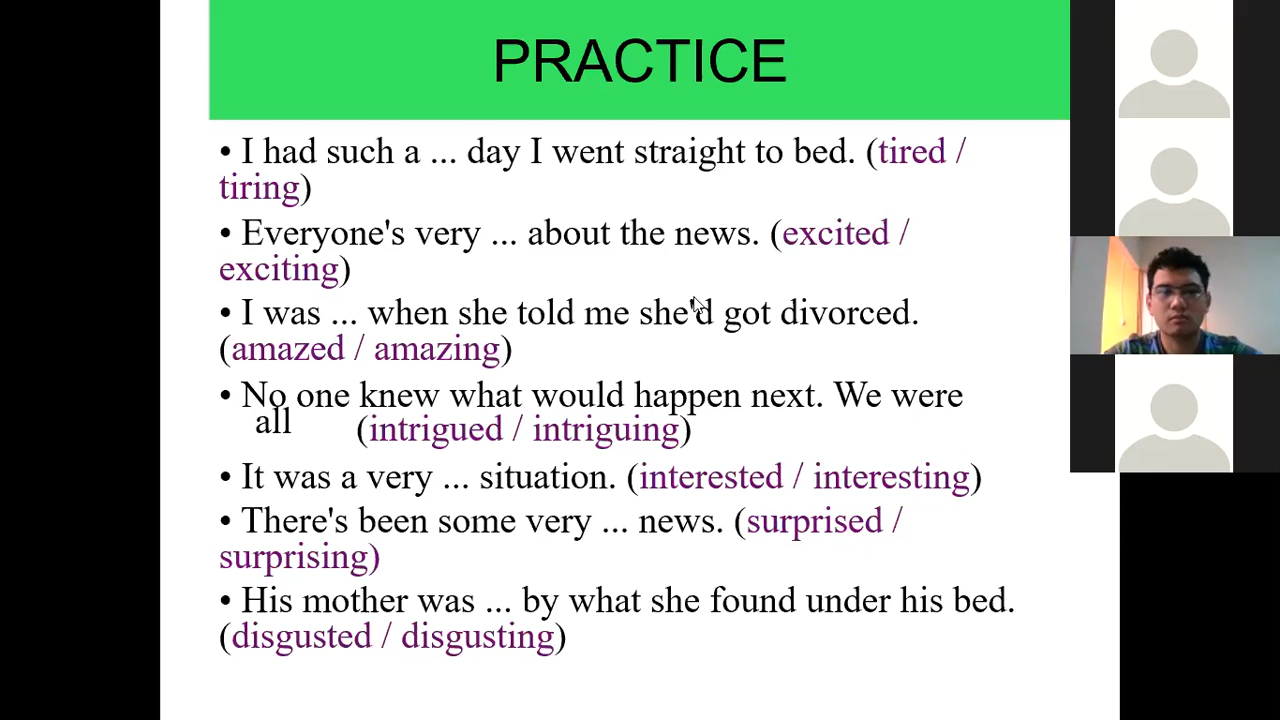 PRACTICE
• I had such a ... day I went straight to bed. (tired /
tiring)
• Everyone's very ... about the news. (excited /
exciting)
• I was ... when she told me she'd got divorced.
(amazed / amazing)
• No one knew what would happen next. We were
all (intrigued / intriguing)
• It was a very ... situation. (interested / interesting)
• There's been some very ... news. (surprised /
surprising)
• His mother was ... by what she found under his bed.
(disgusted / disgusting)